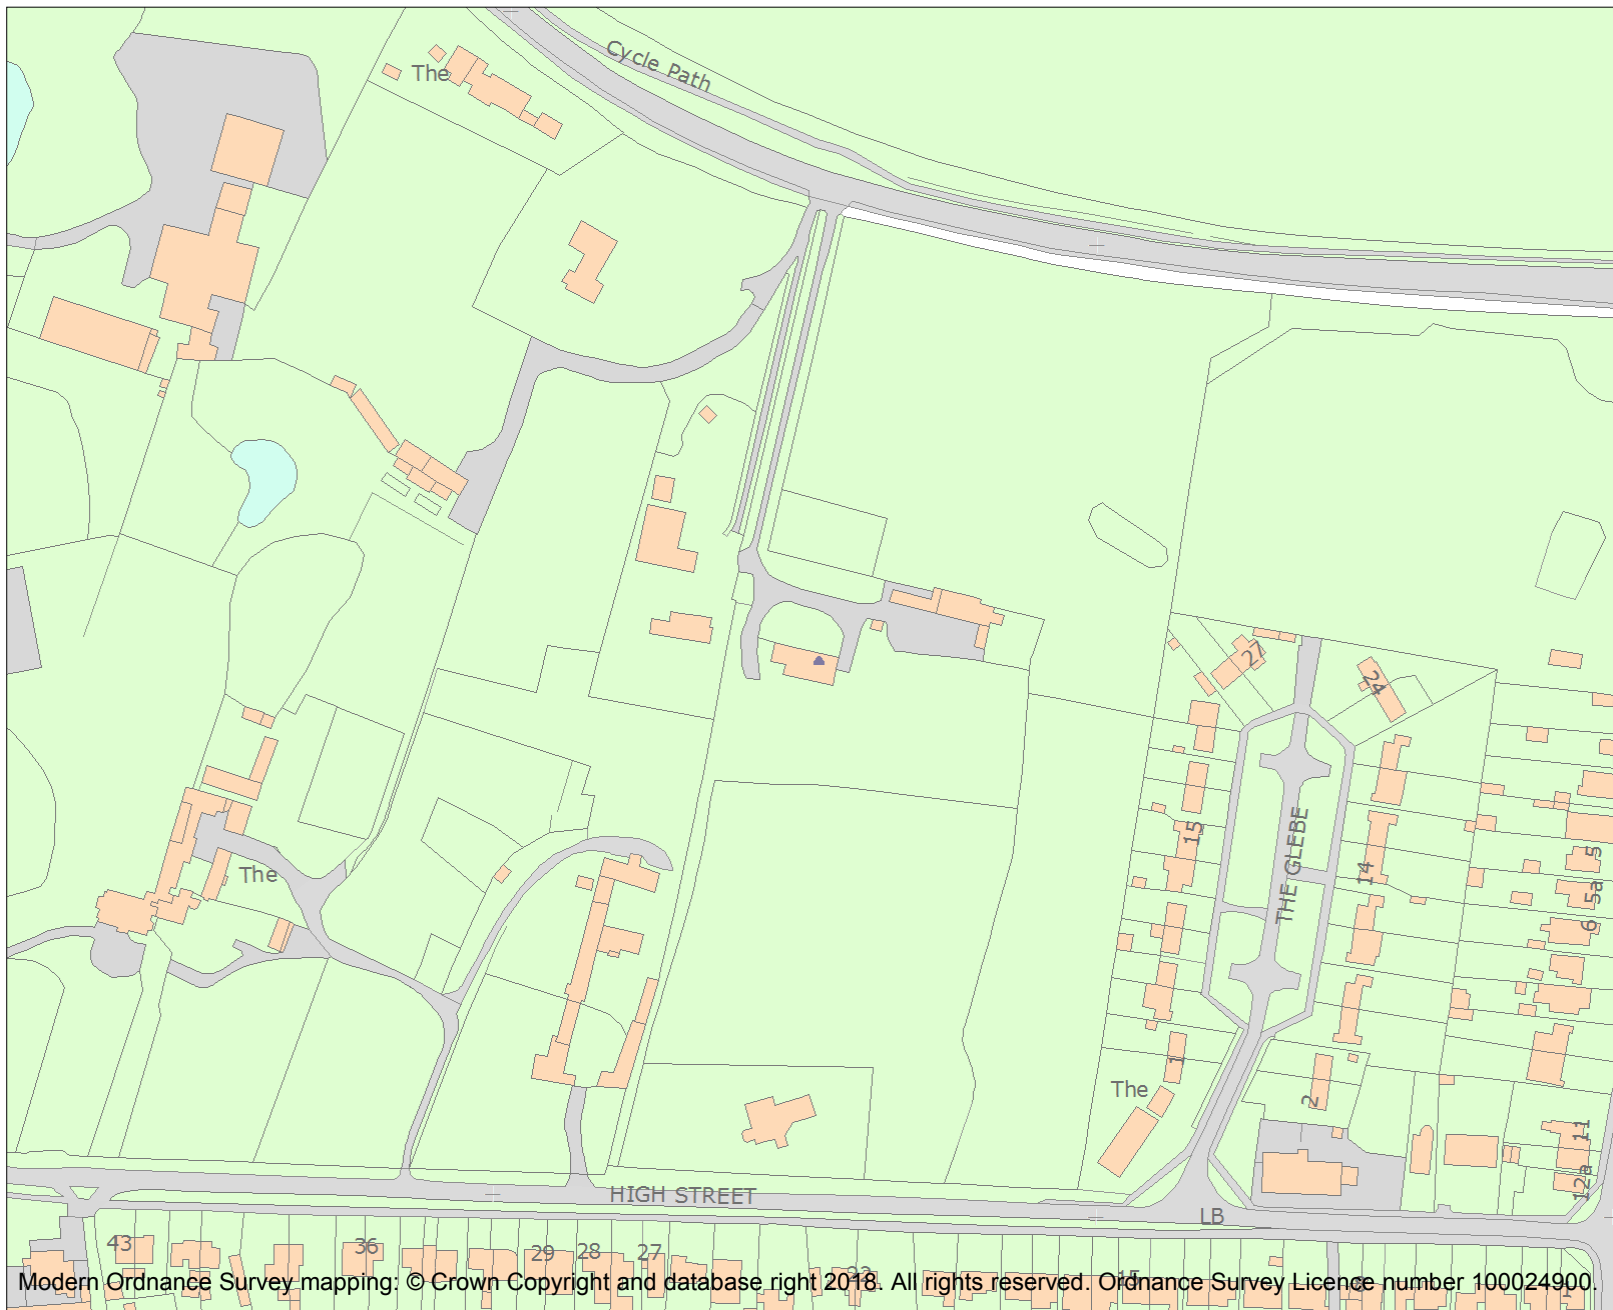 Cycle Path
The
27
24
15
THE GLEBE
14
5
5a
6
The
1
The
2
11
12a
HIGH STREET
LB
43
36
29
28
27
22
15
Modern Ordnance Survey mapping: © Crown Copyright and database right 2018. All rights reserved. Ordnance Survey Licence number 100024900.